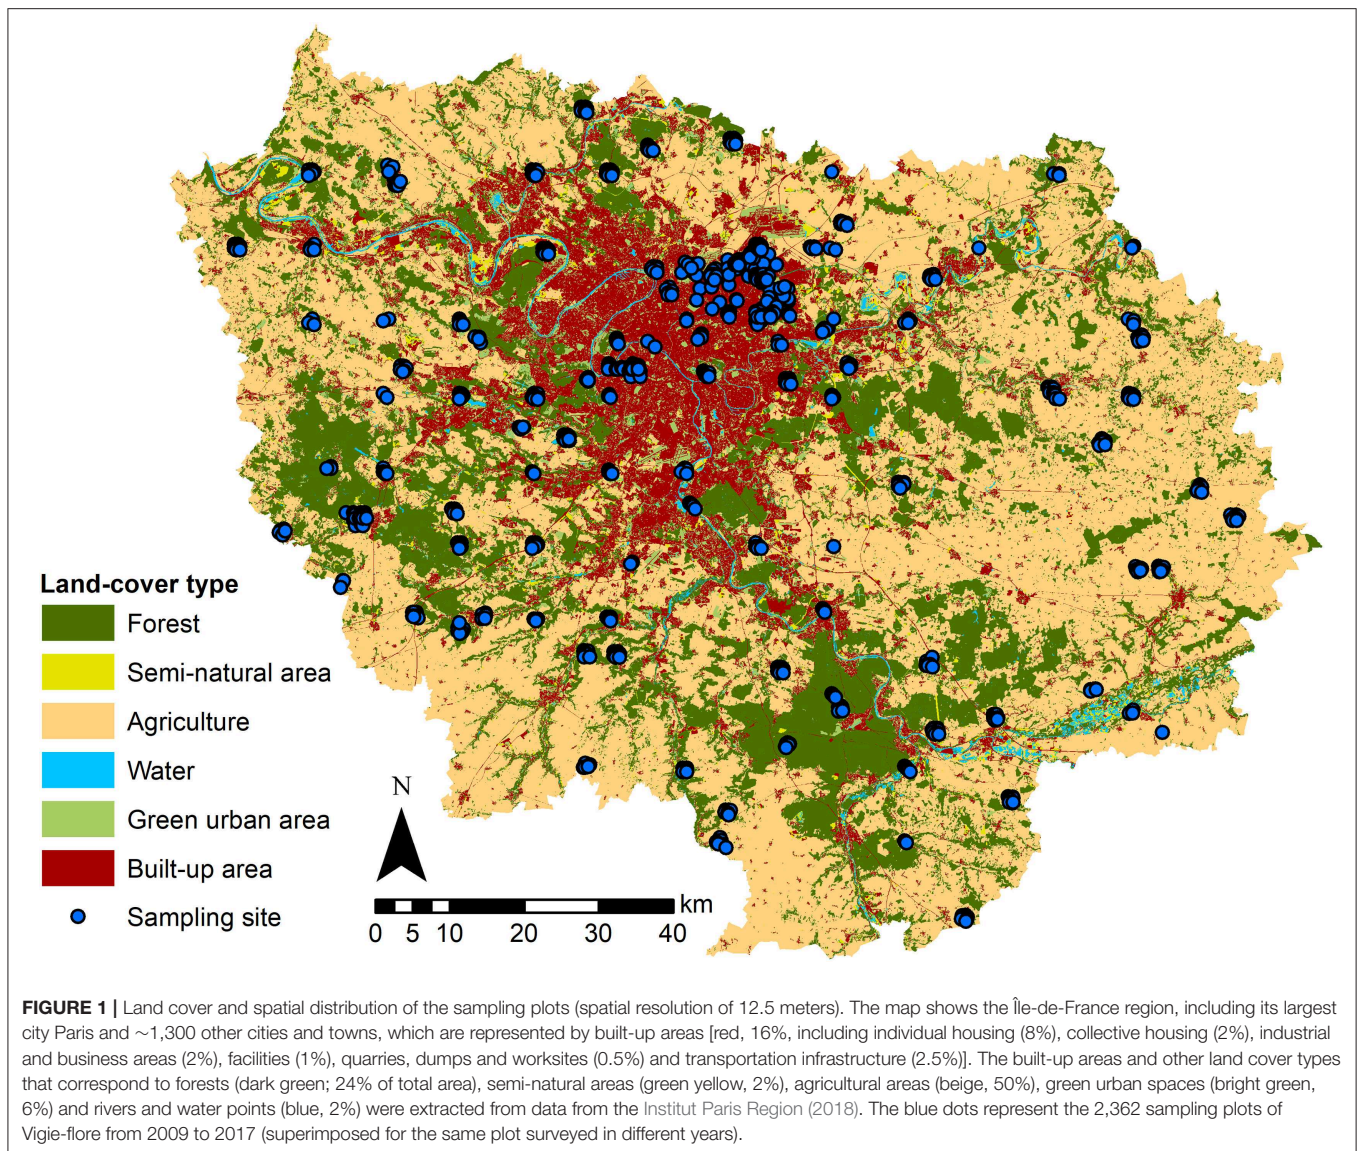 Land-cover type
Forest
Semi-natural area
Agriculture
Water
Green urban area
Built-up area
Sampling site
N
km
0 5 10 20 30 40
FIGURE 1 | Land cover and spatial distribution of the sampling plots (spatial resolution of 12.5 meters). The map shows the Île-de-France region, including its largest
city Paris and ∼1,300 other cities and towns, which are represented by built-up areas [red, 16%, including individual housing (8%), collective housing (2%), industrial
and business areas (2%), facilities (1%), quarries, dumps and worksites (0.5%) and transportation infrastructure (2.5%)]. The built-up areas and other land cover types
that correspond to forests (dark green; 24% of total area), semi-natural areas (green yellow, 2%), agricultural areas (beige, 50%), green urban spaces (bright green,
6%) and rivers and water points (blue, 2%) were extracted from data from the Institut Paris Region (2018). The blue dots represent the 2,362 sampling plots of
Vigie-flore from 2009 to 2017 (superimposed for the same plot surveyed in different years).